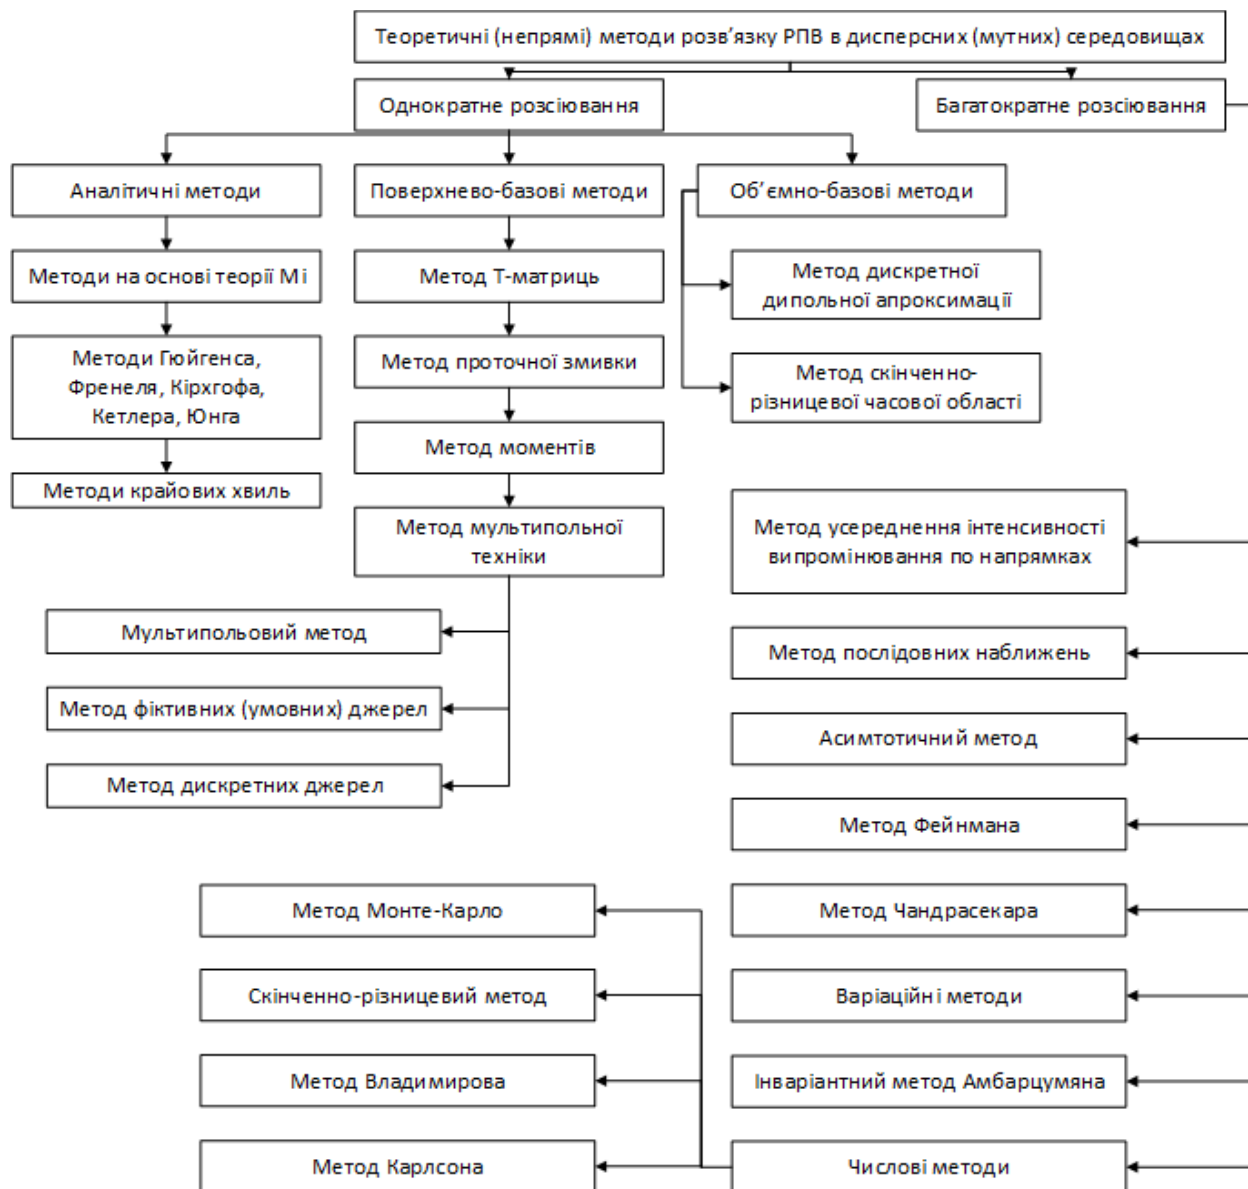 Теоретичні (непрямі) методи розв’язку РПВ в дисперсних (мутних) середовищах
Однократне розсіювання
Багатократне розсіювання
Аналітичні методи
Поверхнево-базові методи
Об’ємно-базові методи
Методи на основі теорії Мі
Метод Т-матриць
Метод дискретної
дипольної апроксимації
Методи Гюйгенса,
Френеля, Кірхгофа,
Кетлера, Юнга
Метод проточної змивки
Метод скінченно-
різницевої часової області
Метод моментів
Методи крайових хвиль
Метод мультипольної
техніки
Метод усереднення інтенсивності
випромінювання по напрямках
Мультипольовий метод
Метод послідовних наближень
Метод фіктивних (умовних) джерел
Асимтотичний метод
Метод дискретних джерел
Метод Фейнмана
Метод Монте-Карло
Метод Чандрасекара
Скінченно-різницевий метод
Варіаційні методи
Метод Владимирова
Інваріантний метод Амбарцумяна
Метод Карлсона
Числові методи